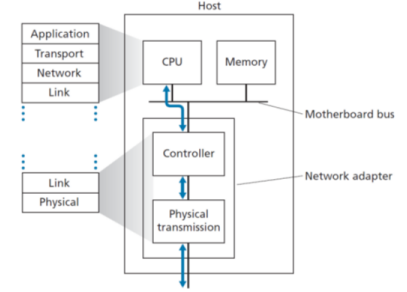 Host
Application
Transport
Network
Link
CPU
Memory
Motherboard bus
Controller
Network adapter
Link
Physical
Physical
transmission